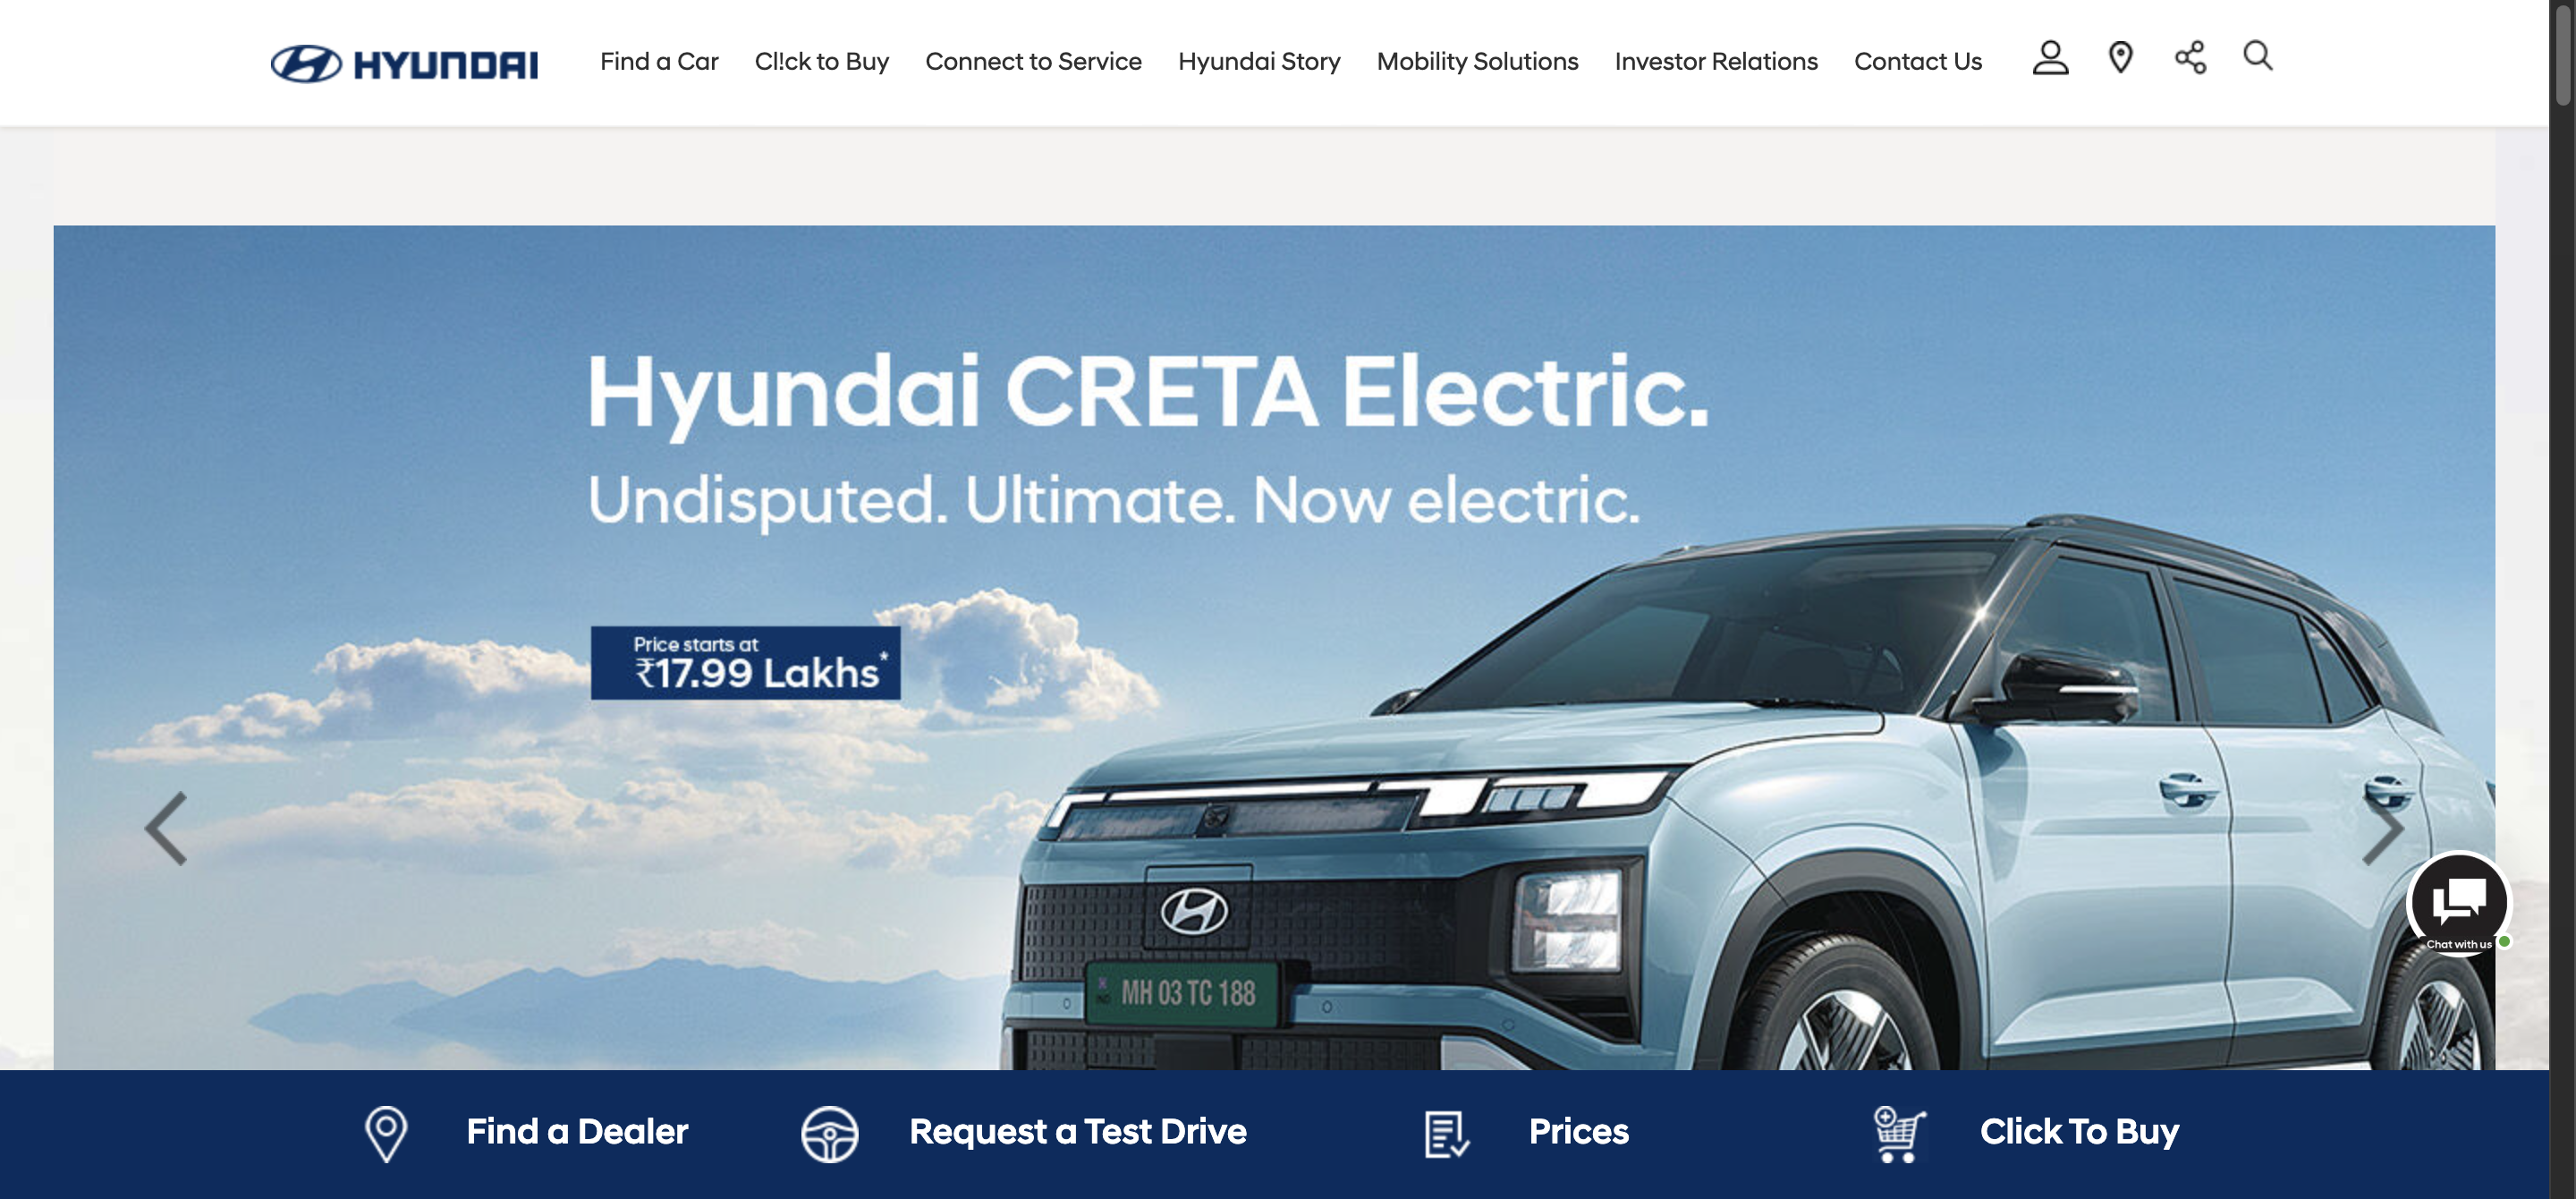 HYUNDAI
Find a Car
Cl!ck to Buy
Connect to Service
Hyundai Story
Mobility Solutions
Investor Relations
Contact Us
Hyundai CRETA Electric.
Undisputed. Ultimate. Now electric.
Price starts at
₹17.99 Lakhs*
IND
MH 03 TC 188
Chat with us
Find a Dealer
Request a Test Drive
Prices
Click To Buy